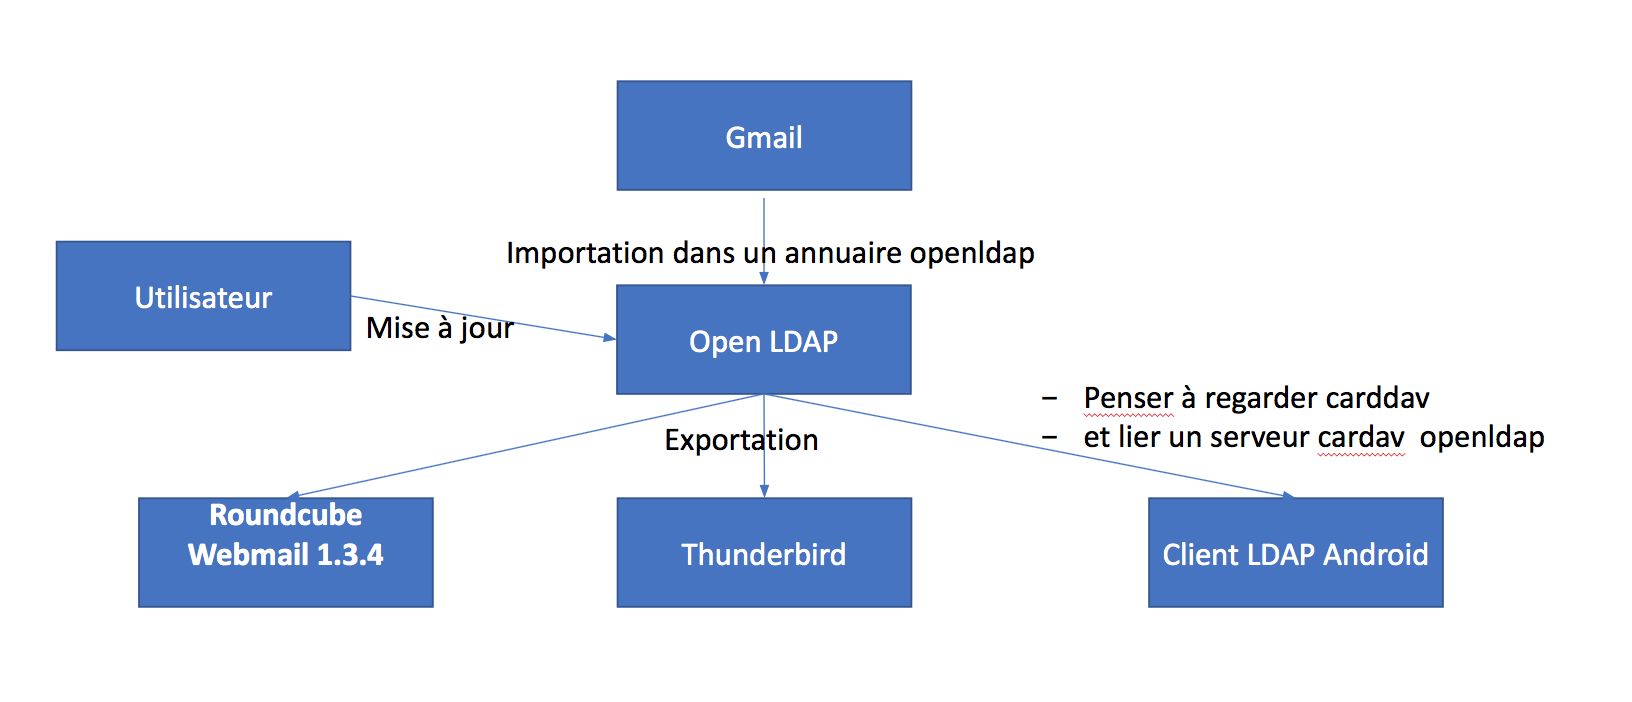 Gmail
Importation dans un annuaire openldap
Utilisateur
Mise à jour
Open LDAP
– Penser à regarder carddav
– et lier un serveur cardav openldap
Exportation
Roundcube
Webmail 1.3.4
Thunderbird
Client LDAP Android